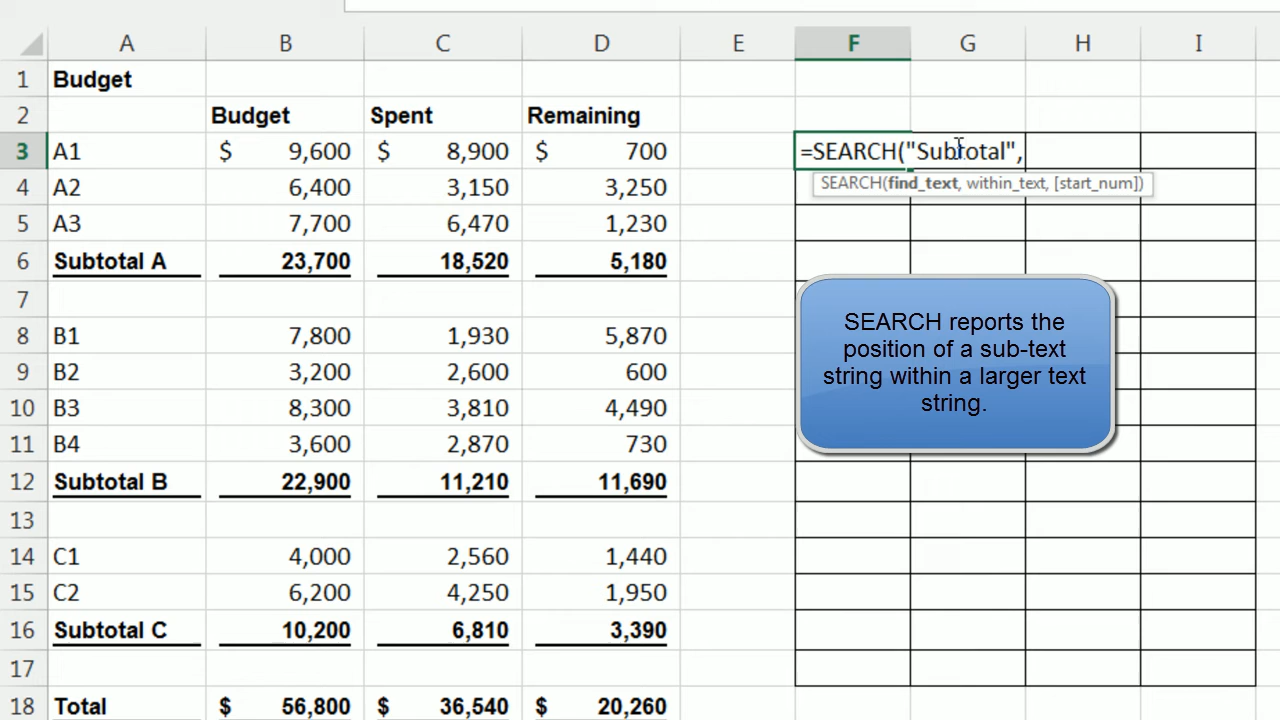 A B C D E F G H I
1 Budget
2 Budget Spent Remaining
3 A1 $ 9,600 $ 8,900 $ 700 =SEARCH("Subtotal",
4 A2 6,400 3,150 3,250 SEARCH(find_text, within_text, [start_num])
5 A3 7,700 6,470 1,230
6 Subtotal A 23,700 18,520 5,180
7
8 B1 7,800 1,930 5,870
9 B2 3,200 2,600 600
10 B3 8,300 3,810 4,490
11 B4 3,600 2,870 730
12 Subtotal B 22,900 11,210 11,690
13
14 C1 4,000 2,560 1,440
15 C2 6,200 4,250 1,950
16 Subtotal C 10,200 6,810 3,390
17
18 Total $ 56,800 $ 36,540 $ 20,260
SEARCH reports the
position of a sub-text
string within a larger text
string.